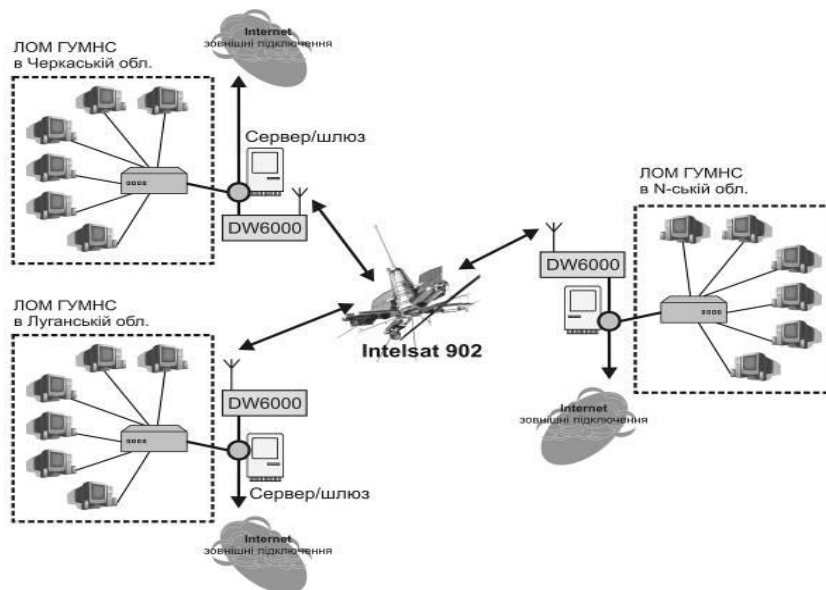 Internet
зовнішні підключення
ЛОМ ГУМНС
в Черкаській обл.
Сервер/шлюз
DW6000
ЛОМ ГУМНС
в N-ській обл.
DW6000
ЛОМ ГУМНС
в Луганській обл.
Intelsat 902
DW6000
Internet
зовнішні підключення
Сервер/шлюз
Internet
зовнішні підключення